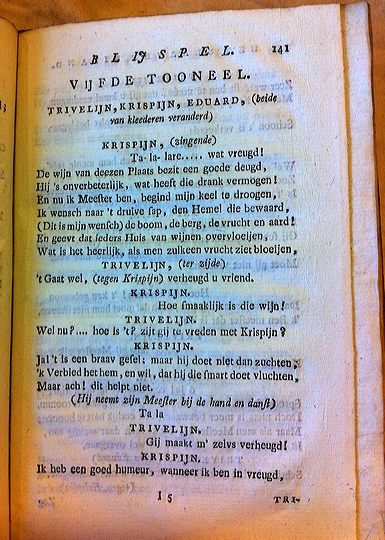 BLIJSPEL. 141
VIJFDE TOONEEL.
TRIVELIJN, KRISPIJN, EDUARD, (beide
van kleederen veranderd)
KRISPIJN, (zingende)
Ta-la-lare..... wat vreugd!
De wijn van deezen Plaats bezit een goede deugd,
Hij 's onverbeterlijk, wat heeft die drank vermogen!
En nu ik Meester ben, begind mijn keel te droogen,
Ik wensch naar 't druive sap, den Hemel die bewaard,
(Dit is mijn wensch) de boom, de berg, de vrucht en aard!
En geevt dat ieders Huis van wijnen overvloeijen,
Wat is het heerlijk, als men zulken vrucht ziet bloeijen,
TRIVELIJN, (ter zijde)
't Gaat wel, (tegen Krispijn) verheugd u vriend.
KRISPIJN.
Hoe smaaklijk is die wijn!
TRIVELIJN.
Wel nu?.... hoe is 't? zijt gij te vreden met Krispijn?
KRISPIJN.
Ja! 't is een braav gesel: maar hij doet niet dan zuchten,
'k Verbied het hem, en wil, dat hij die smart doet vluchten,
Maar ach! dit helpt niet.
(Hij neemt zijn Meester bij de hand en danst)
Ta la
TRIVELIJN.
Gij maakt m' zelvs verheugd!
KRISPIJN.
Ik heb een goed humeur, wanneer ik ben in vreugd,
I 5 TRI-